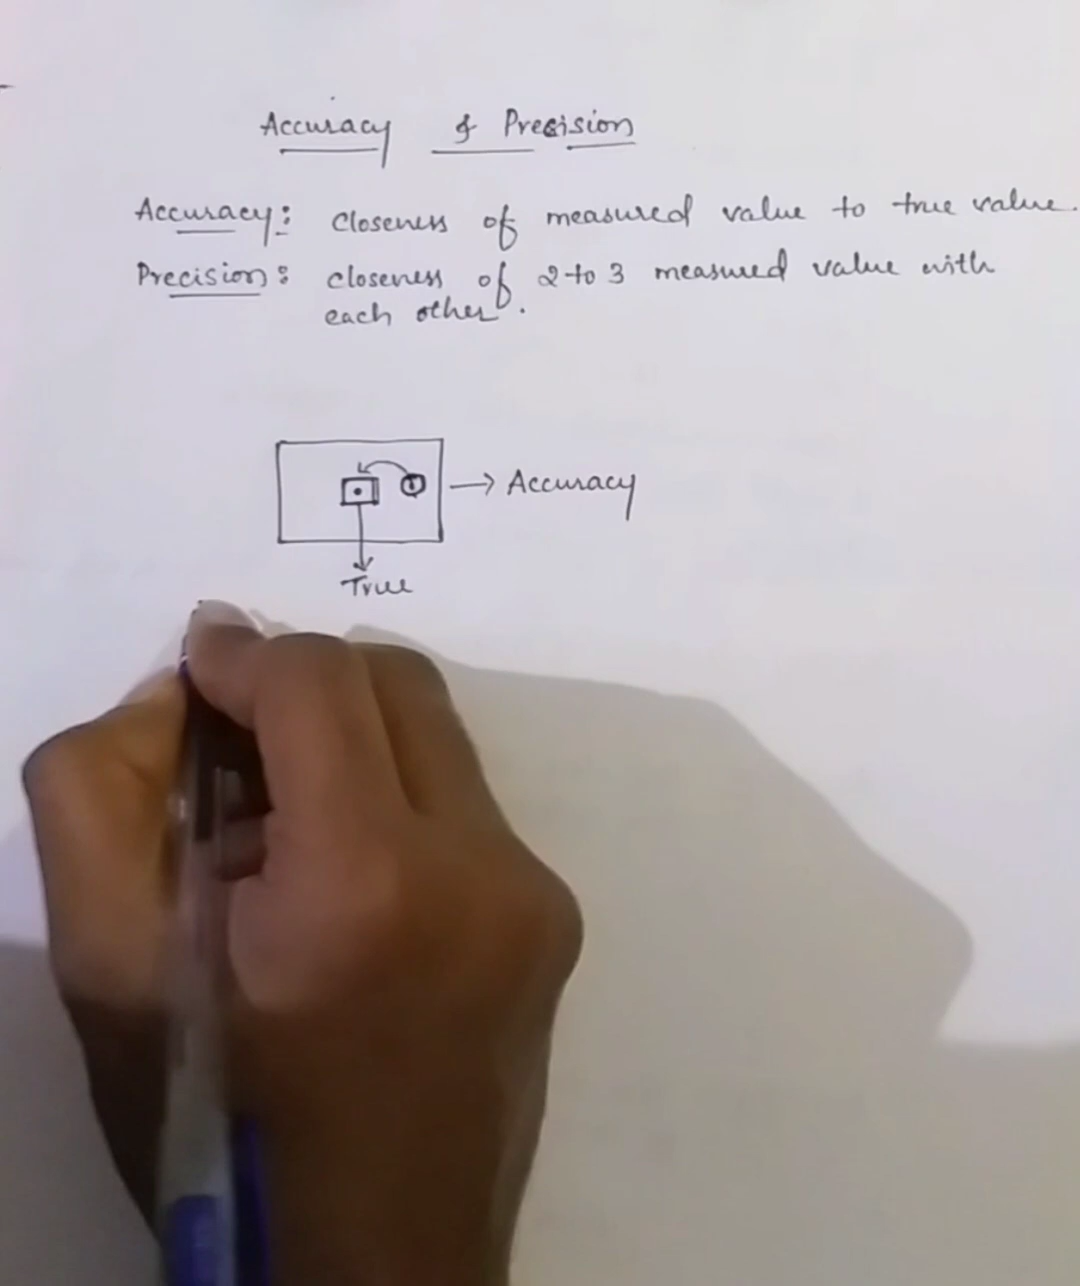 Accuracy & Precision
Accuracy: closeness of measured value to true value.
Precision: closeness of 2 to 3 measured value with
each other.
→ Accuracy
True